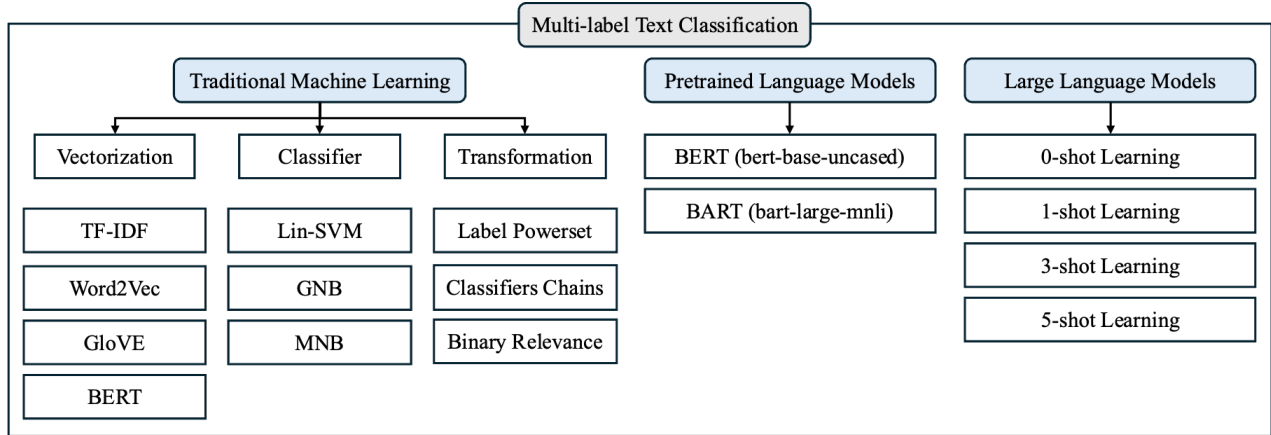 Multi-label Text Classification
Traditional Machine Learning
Vectorization
Classifier
Transformation
TF-IDF
Lin-SVM
Label Powerset
Word2Vec
GNB
Classifiers Chains
GloVE
MNB
Binary Relevance
BERT
Pretrained Language Models
BERT (bert-base-uncased)
BART (bart-large-mnli)
Large Language Models
0-shot Learning
1-shot Learning
3-shot Learning
5-shot Learning